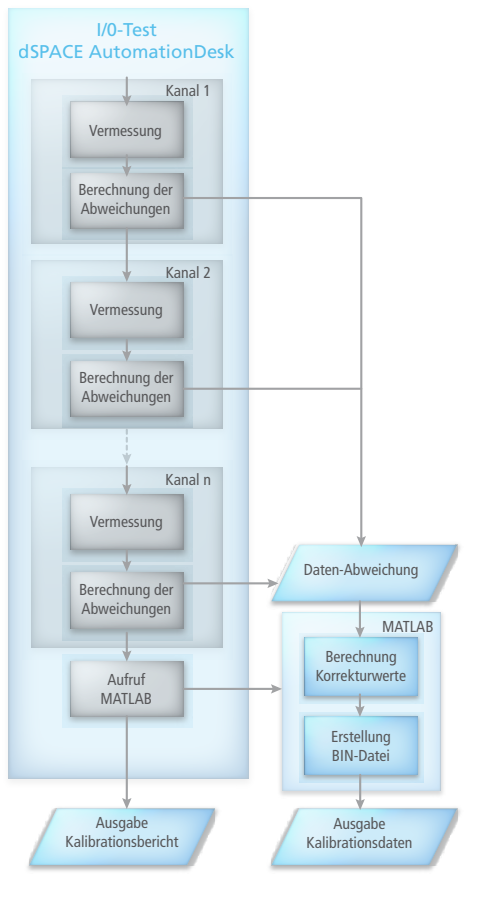 I/0-Test
dSPACE AutomationDesk
Kanal 1
Vermessung
Berechnung der
Abweichungen
Kanal 2
Vermessung
Berechnung der
Abweichungen
Kanal n
Vermessung
Berechnung der
Abweichungen
Aufruf
MATLAB
Daten-Abweichung
MATLAB
Berechnung
Korrekturwerte
Erstellung
BIN-Datei
Ausgabe
Kalibrationsbericht
Ausgabe
Kalibrationsdaten